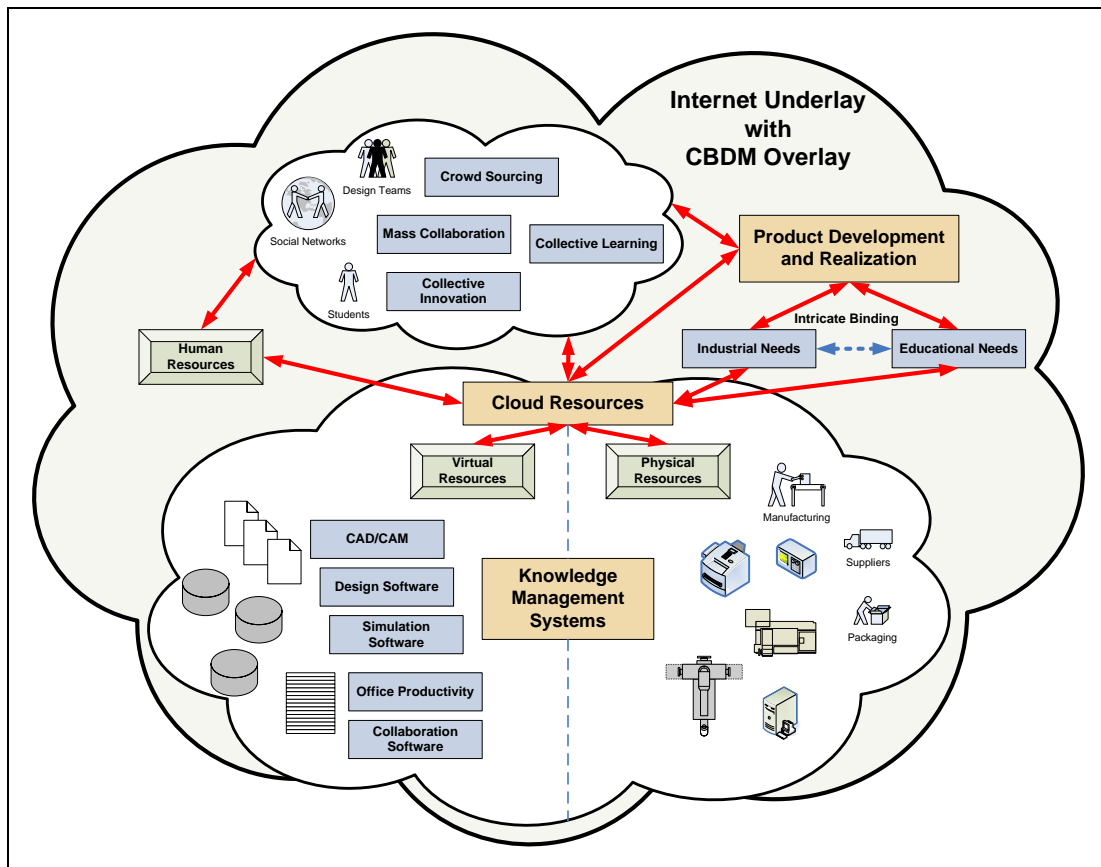 Internet Underlay
with
CBDM Overlay
Design Teams
Crowd Sourcing
Social Networks
Mass Collaboration
Collective Learning
Collective
Innovation
Students
Product Development
and Realization
Intricate Binding
Industrial Needs
Educational Needs
Human
Resources
Cloud Resources
Virtual
Resources
Physical
Resources
CAD/CAM
Design Software
Simulation
Software
Office Productivity
Collaboration
Software
Knowledge
Management
Systems
Manufacturing
Suppliers
Packaging